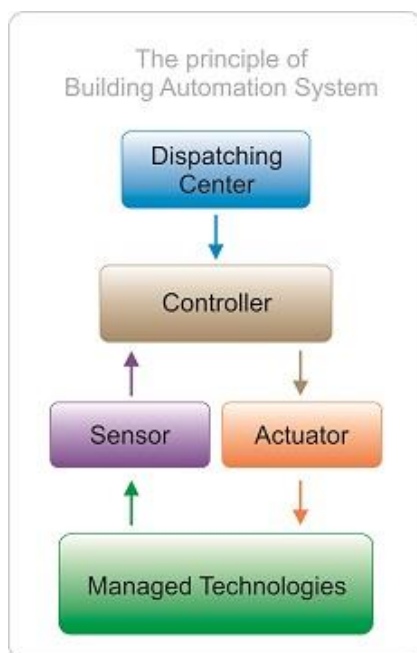 The principle of
Building Automation System
Dispatching
Center
Controller
Sensor
Actuator
Managed Technologies